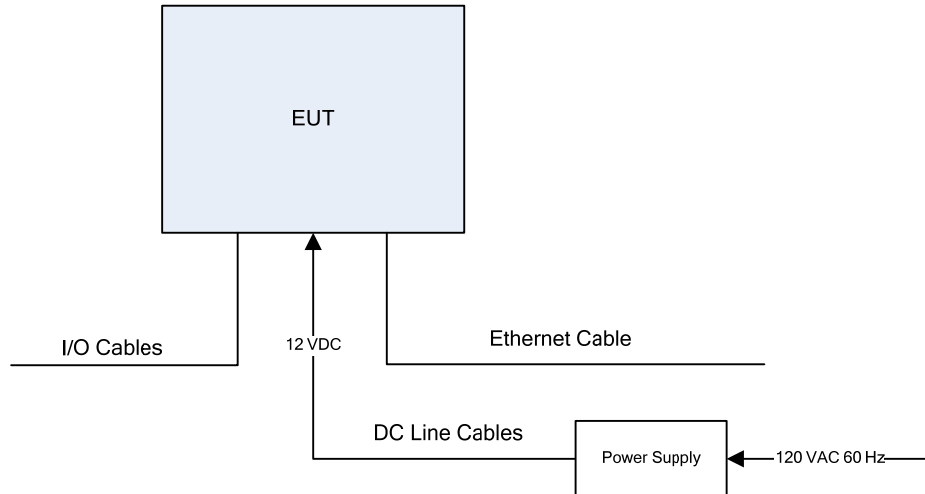 EUT
I/O Cables
12 VDC
Ethernet Cable
DC Line Cables
Power Supply
120 VAC 60 Hz